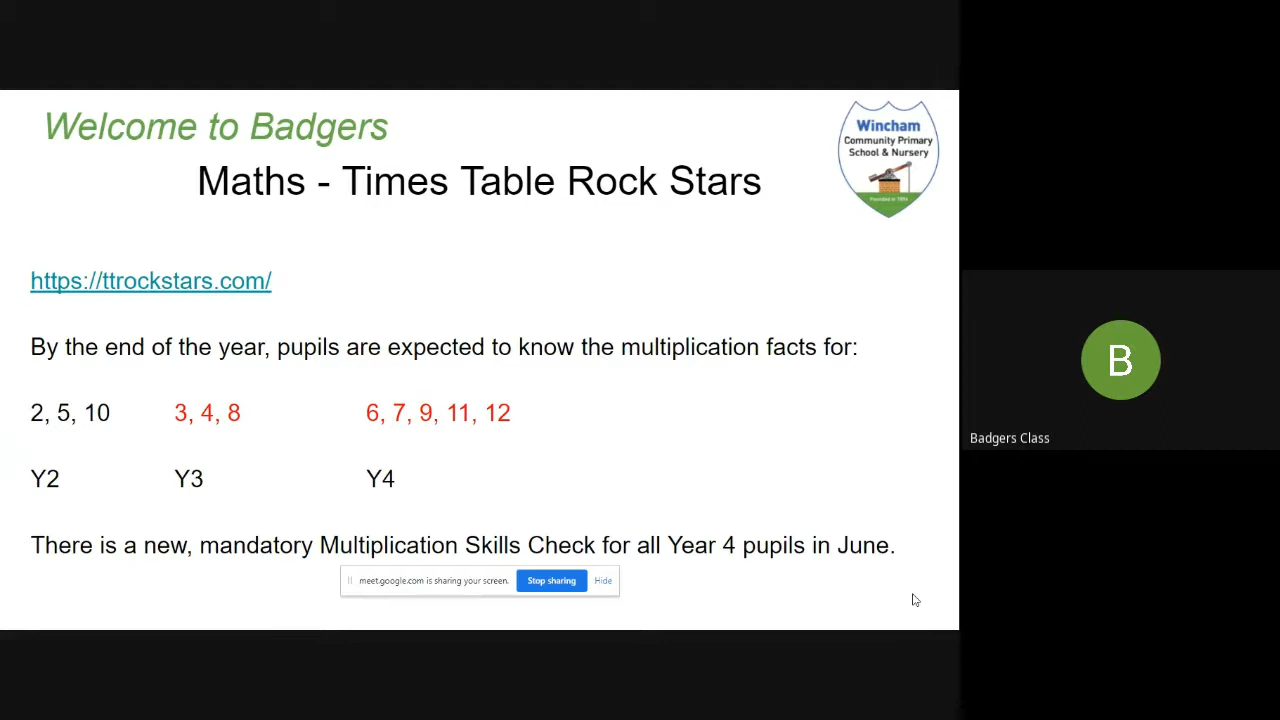 Welcome to Badgers
Maths - Times Table Rock Stars
Wincham
Community Primary
School & Nursery
https://ttrockstars.com/
By the end of the year, pupils are expected to know the multiplication facts for:
2, 5, 10 3, 4, 8 6, 7, 9, 11, 12
Y2 Y3 Y4
There is a new, mandatory Multiplication Skills Check for all Year 4 pupils in June.
meet.google.com is sharing your screen. Stop sharing Hide
B
Badgers Class